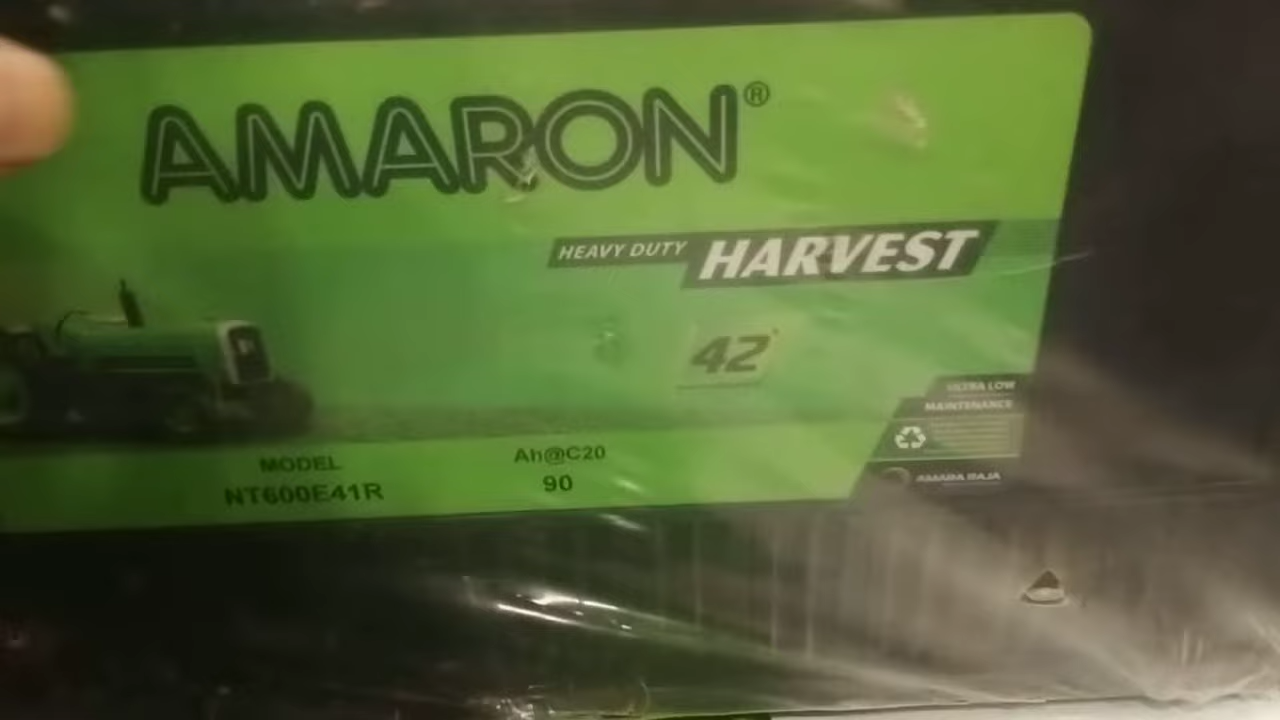 AMARON®
HEAVY DUTY HARVEST
42*
ULTRA LOW
MAINTENANCE
MODEL Ah@C20
NT600E41R 90
AMARA RAJA